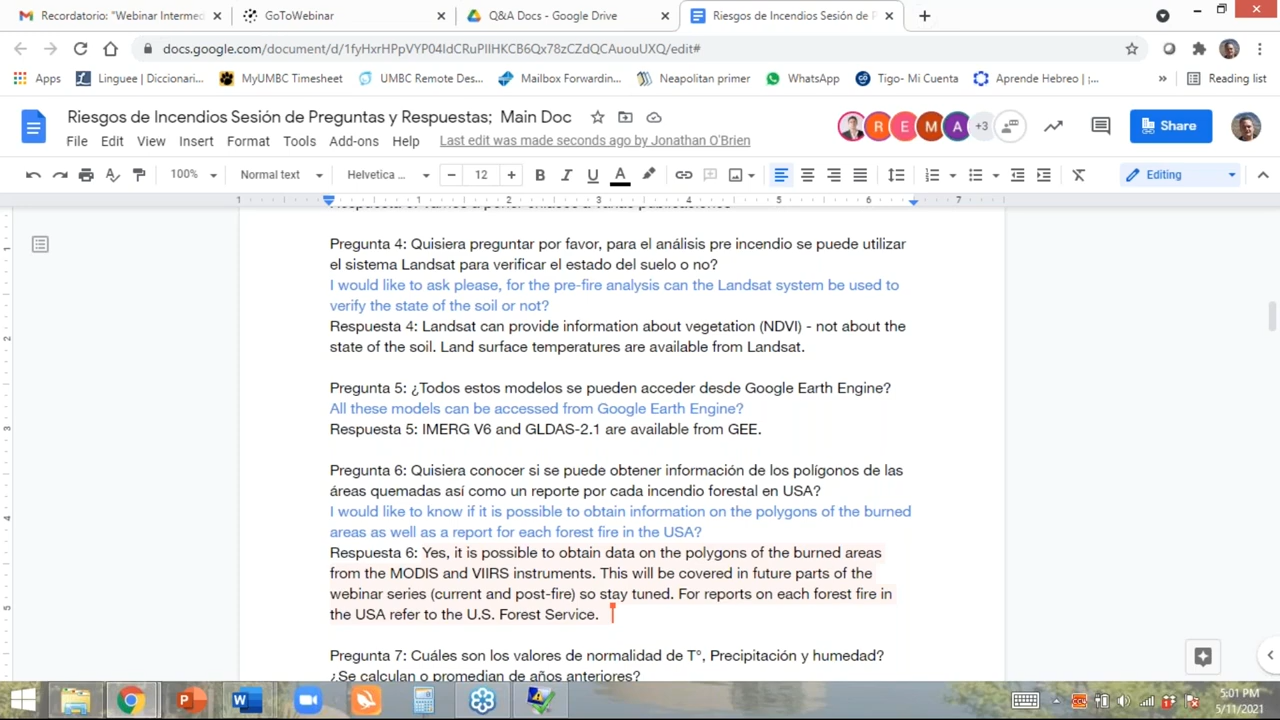 Recordatorio: "Webinar Intermed
GoToWebinar
Q&A Docs - Google Drive
Riesgos de Incendios Sesión de P
docs.google.com/document/d/1fyHxrHPpVYP04IdCRuPIIHKCB6Qx78zCZdQCAuouUXQ/edit#
Apps
Linguee | Diccionari...
MyUMBC Timesheet
UMBC Remote Des...
Mailbox Forwardin...
Neapolitan primer
WhatsApp
Tigo- Mi Cuenta
Aprende Hebreo | ¡...
»
Reading list
Riesgos de Incendios Sesión de Preguntas y Respuestas; Main Doc
R E M A +3
Share
File Edit View Insert Format Tools Add-ons Help Last edit was made seconds ago by Jonathan O'Brien
100% Normal text Helvetica ... 12 B I U A Editing
1 1 2 3 4 5 6 7
Pregunta 4: Quisiera preguntar por favor, para el análisis pre incendio se puede utilizar
el sistema Landsat para verificar el estado del suelo o no?
I would like to ask please, for the pre-fire analysis can the Landsat system be used to
verify the state of the soil or not?
Respuesta 4: Landsat can provide information about vegetation (NDVI) - not about the
state of the soil. Land surface temperatures are available from Landsat.
Pregunta 5: ¿Todos estos modelos se pueden acceder desde Google Earth Engine?
All these models can be accessed from Google Earth Engine?
Respuesta 5: IMERG V6 and GLDAS-2.1 are available from GEE.
Pregunta 6: Quisiera conocer si se puede obtener información de los polígonos de las
áreas quemadas así como un reporte por cada incendio forestal en USA?
I would like to know if it is possible to obtain information on the polygons of the burned
areas as well as a report for each forest fire in the USA?
Respuesta 6: Yes, it is possible to obtain data on the polygons of the burned areas
from the MODIS and VIIRS instruments. This will be covered in future parts of the
webinar series (current and post-fire) so stay tuned. For reports on each forest fire in
the USA refer to the U.S. Forest Service.
Pregunta 7: Cuáles son los valores de normalidad de T°, Precipitación y humedad?
¿Se calculan o promedian de años anteriores?
1
2
3
4
5
5:01 PM
5/11/2021